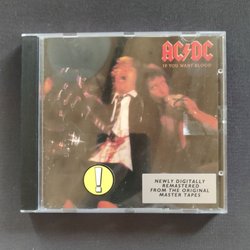 AC/DC
IF YOU WANT BLOOD
!
NEWLY DIGITALLY
REMASTERED
FROM THE ORIGINAL
MASTER TAPES